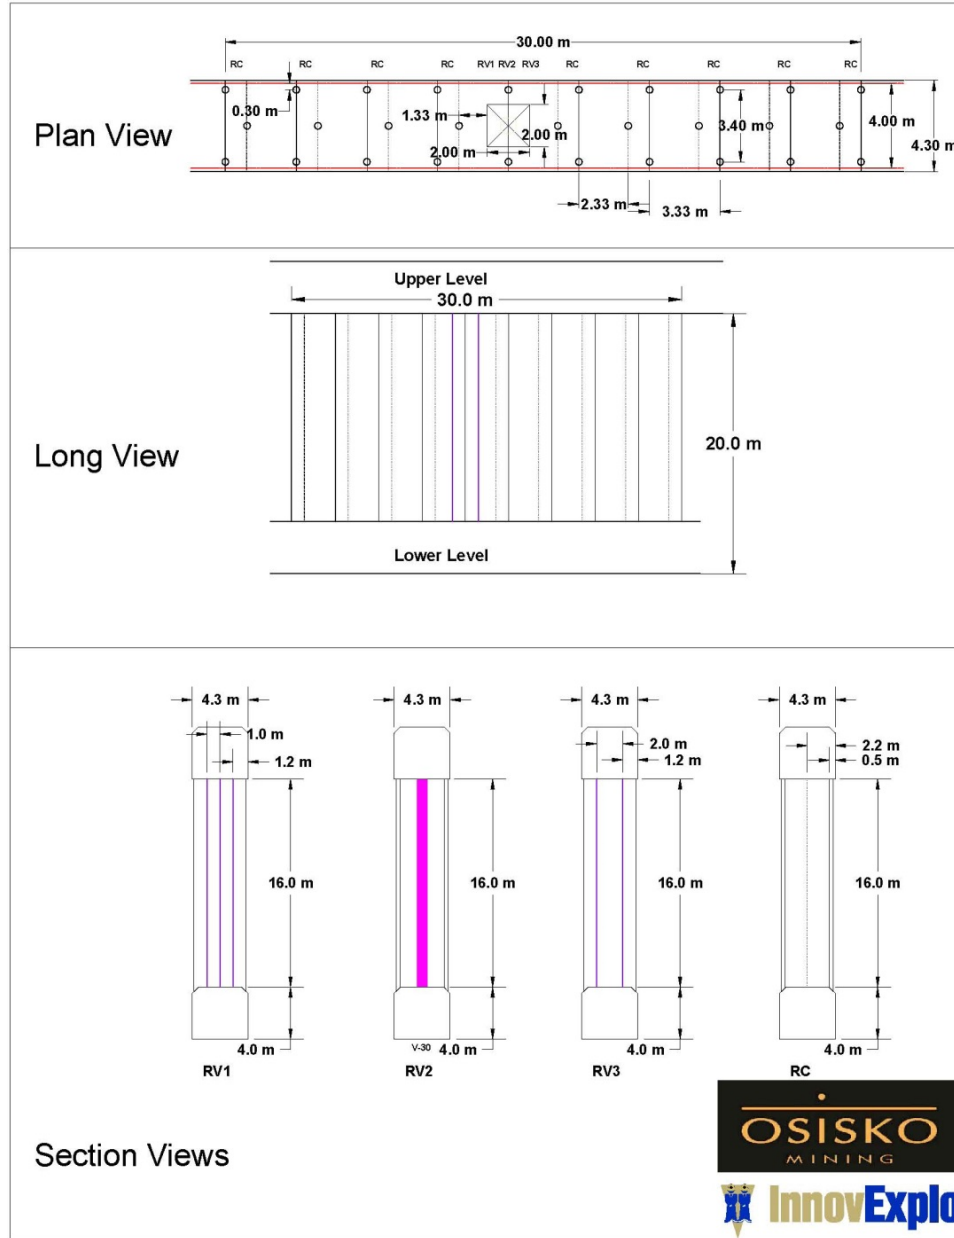 30.00 m
RC RC RC RC RV1 RV2 RV3 RC RC RC RC RC
0.30 m
1.33 m
2.00 m
2.00 m
3.40 m
4.00 m
4.30 m
Plan View
2.33 m
3.33 m
Upper Level
30.0 m
20.0 m
Long View
Lower Level
4.3 m 4.3 m 4.3 m 4.3 m
1.0 m 2.0 m 2.2 m
1.2 m 1.2 m 0.5 m
16.0 m 16.0 m 16.0 m 16.0 m
4.0 m V-30 4.0 m 4.0 m 4.0 m
RV1 RV2 RV3 RC
Section Views
OSISKO
MINING
InnovExplo